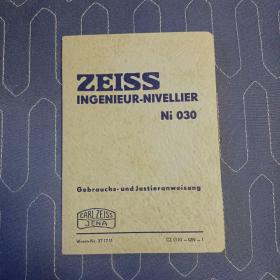 ZEISS
INGENIEUR-NIVELLIER
Ni 030
Gebrauchs- und Justieranweisung
CARL ZEISS
JENA